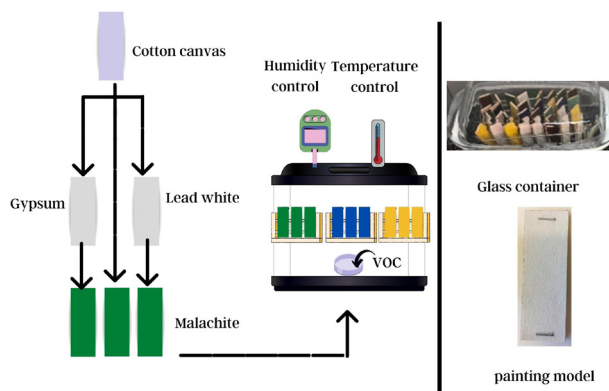 Cotton canvas
Gypsum
Lead white
Malachite
Humidity
control
Temperature
control
VOC
Glass container
painting model